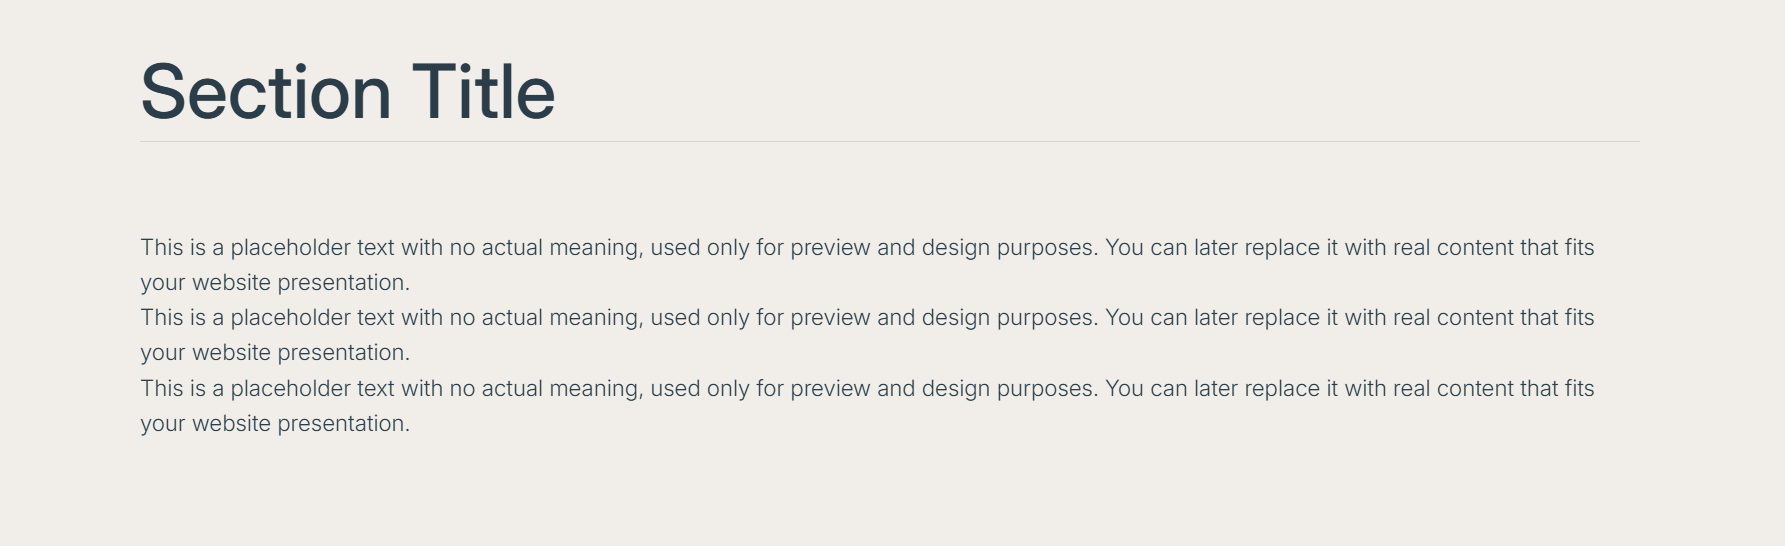 Section Title
This is a placeholder text with no actual meaning, used only for preview and design purposes. You can later replace it with real content that fits
your website presentation.
This is a placeholder text with no actual meaning, used only for preview and design purposes. You can later replace it with real content that fits
your website presentation.
This is a placeholder text with no actual meaning, used only for preview and design purposes. You can later replace it with real content that fits
your website presentation.